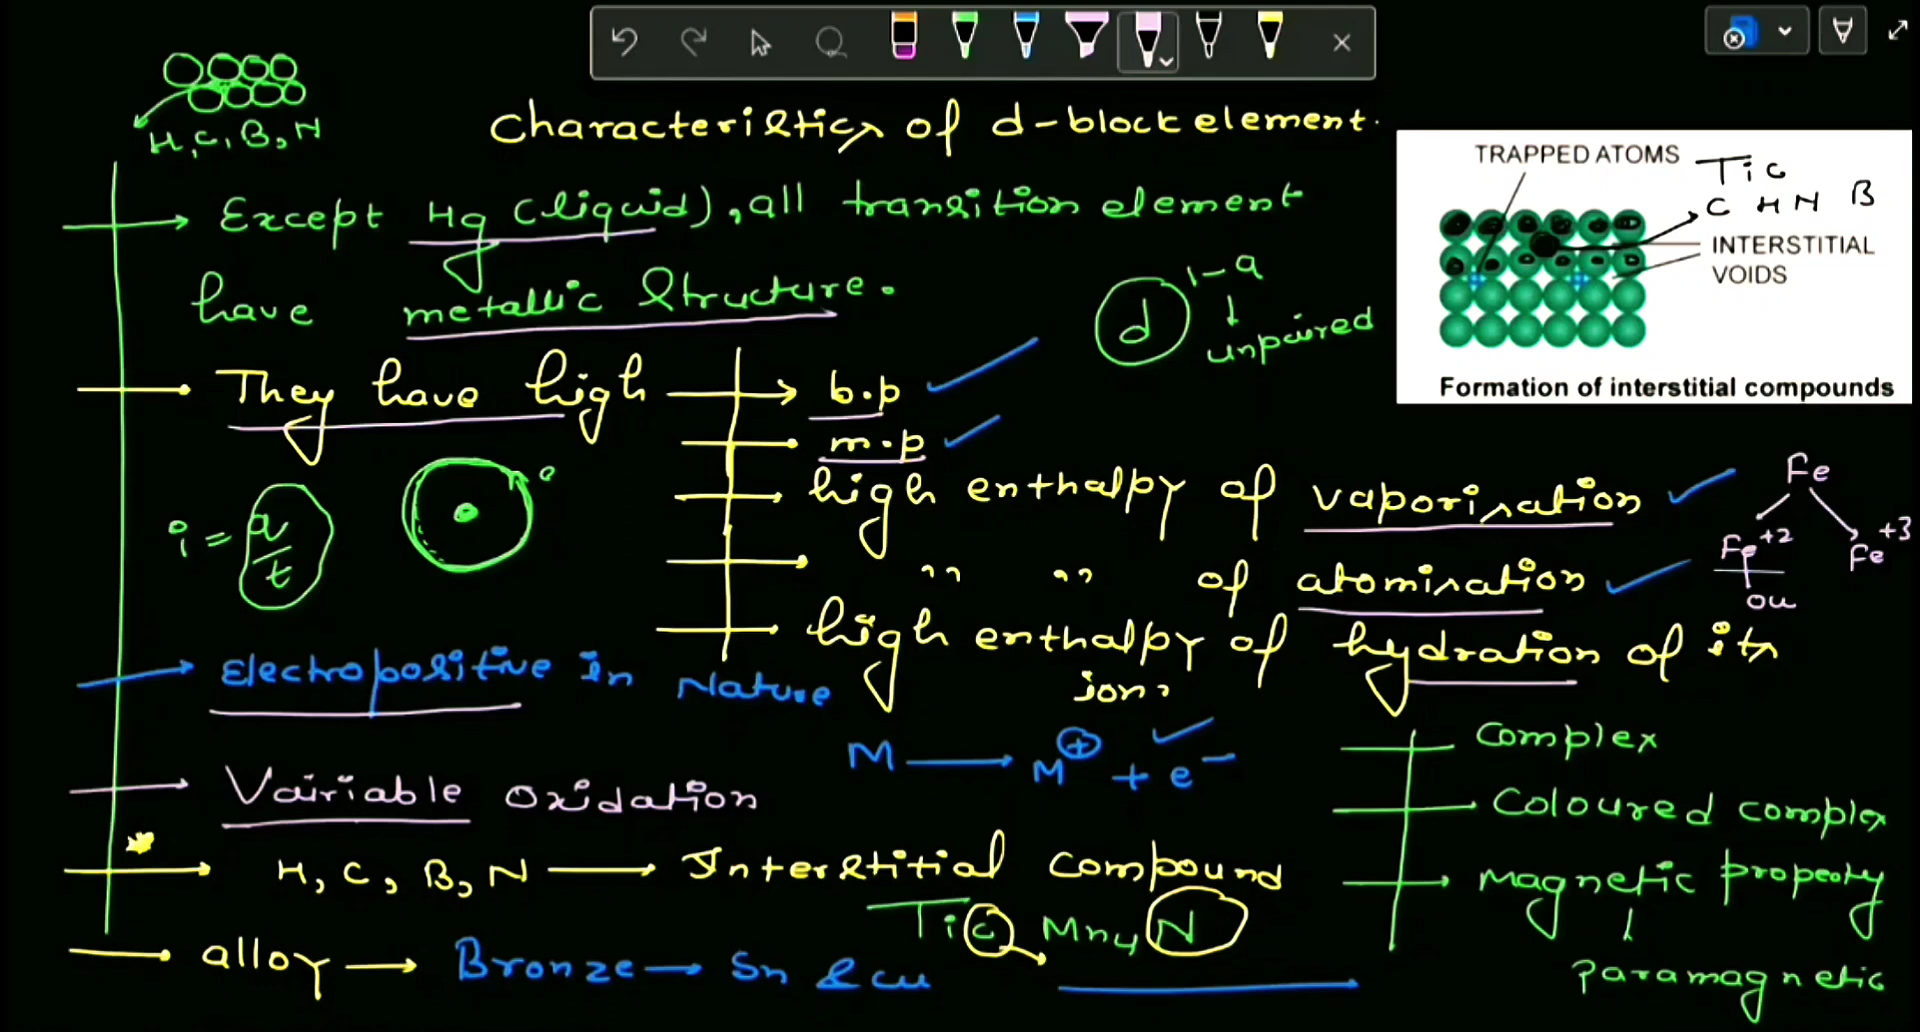 H, C, B, N
Characteristics of d-block element.
TRAPPED ATOMS
TiC
C H N B
INTERSTITIAL
VOIDS
Formation of interstitial compounds
Except Hg (liquid), all transition element
have metallic structure.
d 1-9
unpaired
They have high
b.p
m.p
high enthalpy of vaporisation
,, ,, of atomisation
high enthalpy of hydration of its
ion.
Fe
Fe+2 Fe+3
i = q/t
e
Electropositive in Nature
M → M+ + e-
Vairiable oxidation
H, C, B, N → Interstitial compound
TiC Mn4N
alloy → Bronze → Sn & Cu
Complex
Coloured complex
Magnetic property
paramagnetic